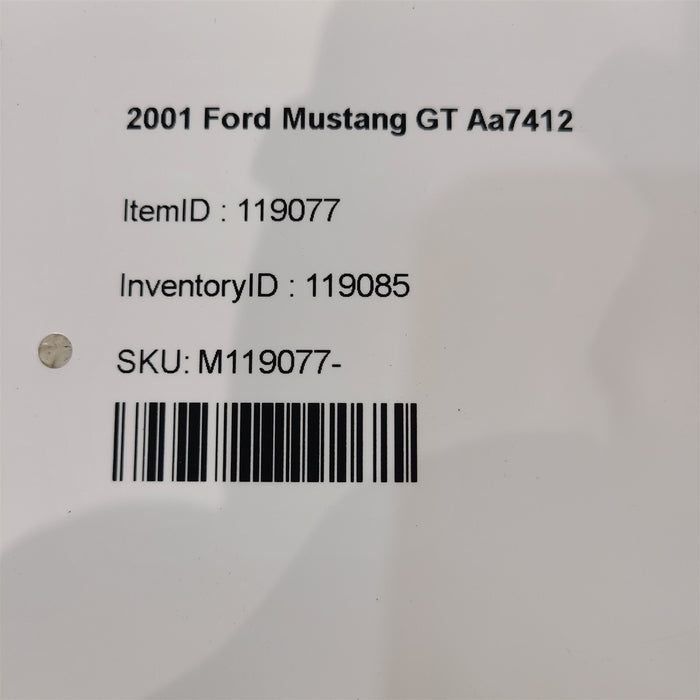 2001 Ford Mustang GT Aa7412
ItemID : 119077
InventoryID : 119085
SKU: M119077-